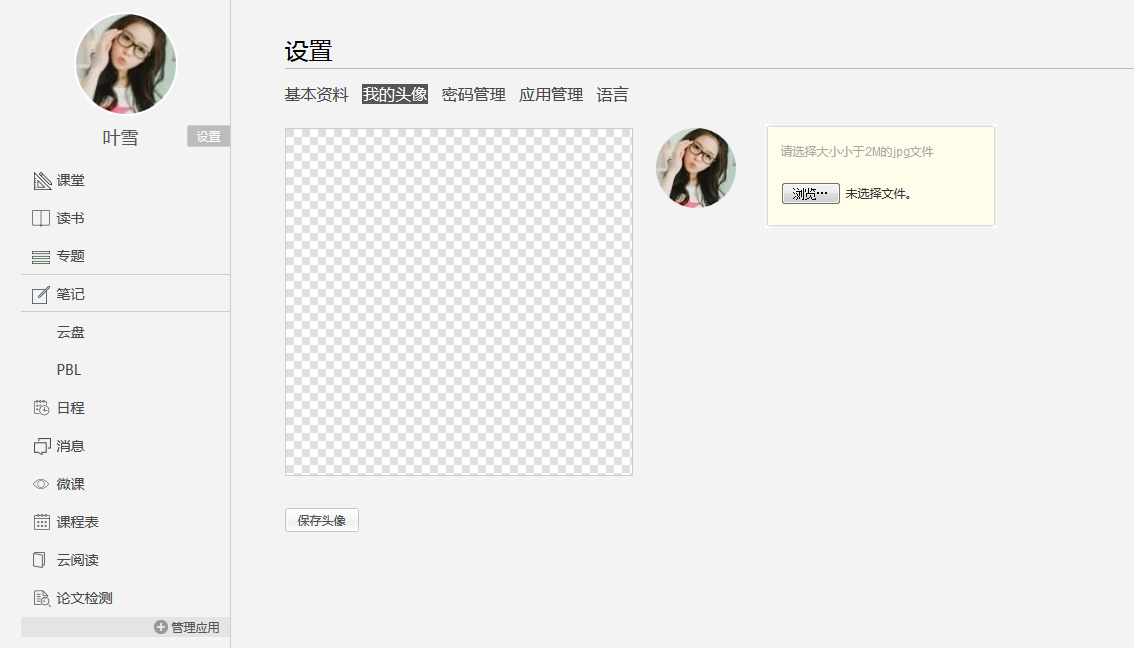 叶雪
设置
课堂
读书
专题
笔记
云盘
PBL
日程
消息
微课
课程表
云阅读
论文检测
管理应用
设置
基本资料 我的头像 密码管理 应用管理 语言
请选择大小小于2M的jpg文件
浏览… 未选择文件。
保存头像